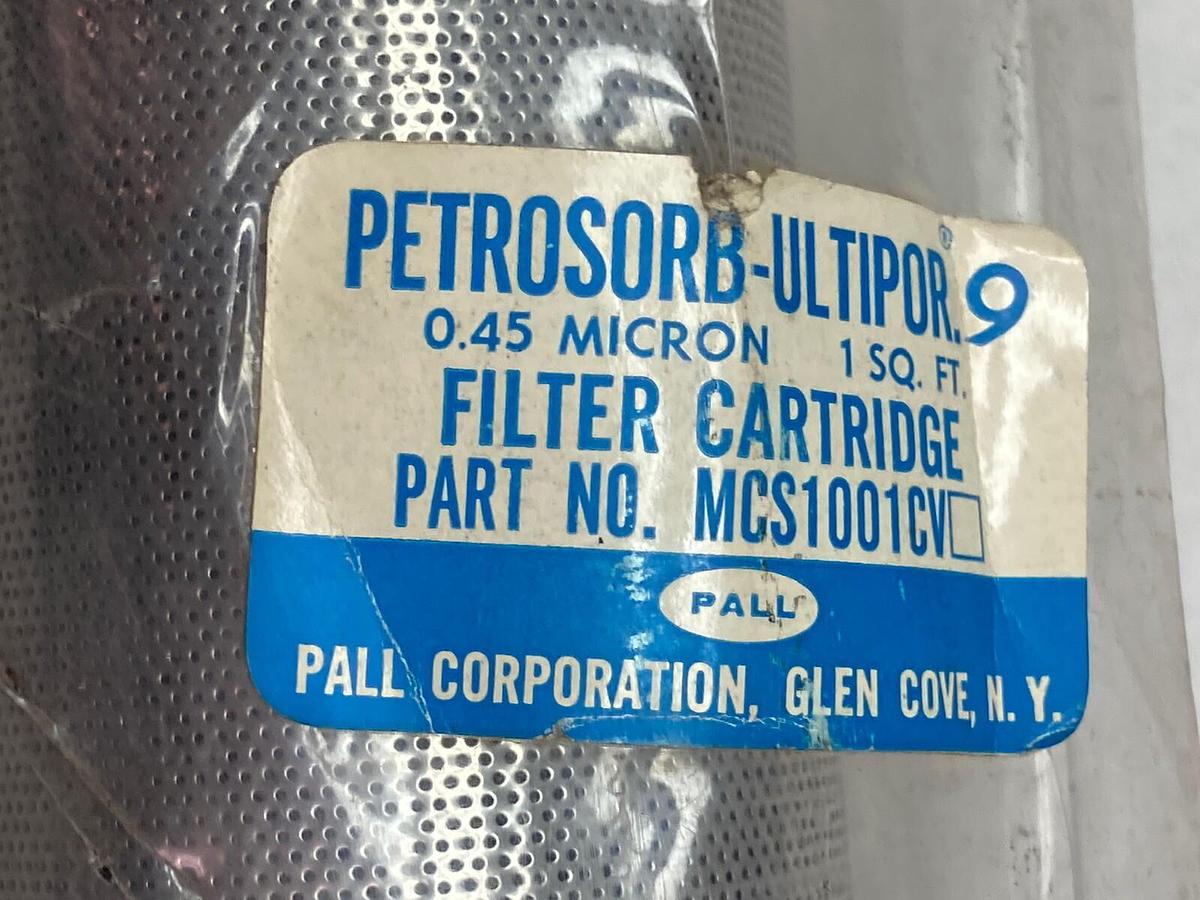 PETROSORB-ULTIPOR®.9
0.45 MICRON 1 SQ. FT.
FILTER CARTRIDGE
PART NO. MCS1001CV□
PALL
PALL CORPORATION, GLEN COVE, N. Y.